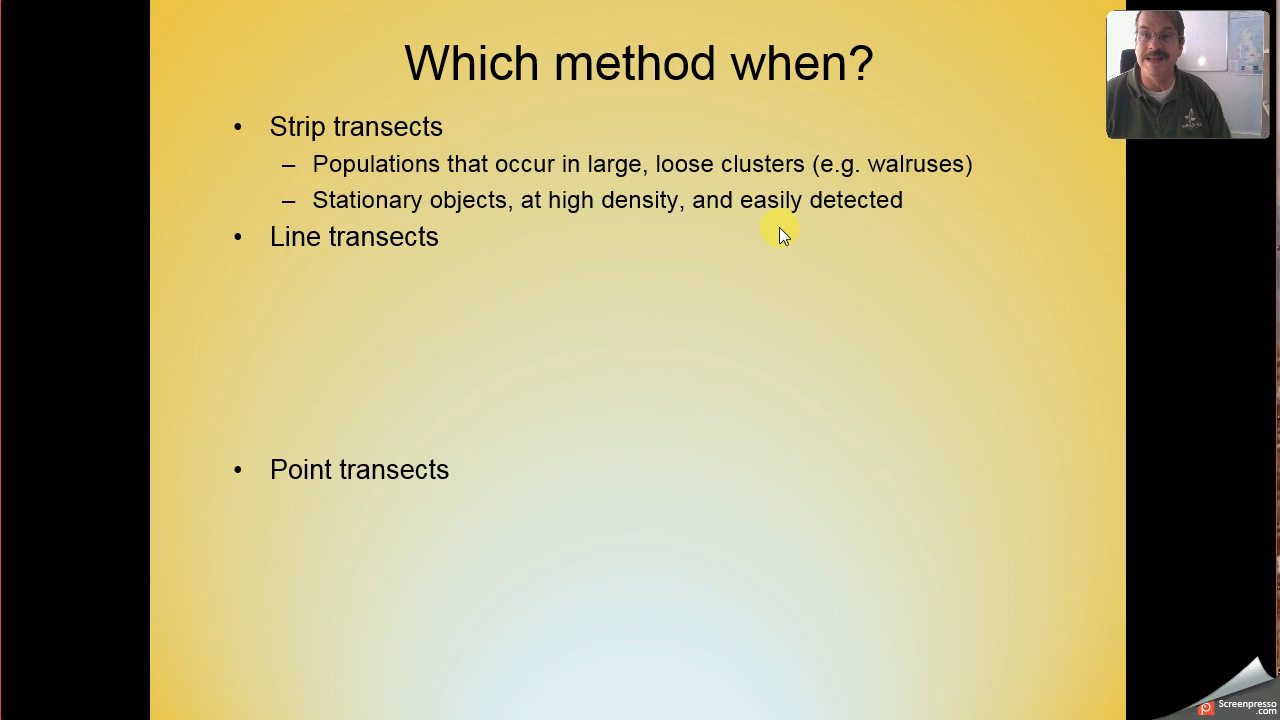 Which method when?
• Strip transects
– Populations that occur in large, loose clusters (e.g. walruses)
– Stationary objects, at high density, and easily detected
• Line transects
• Point transects
Screenpresso
.com